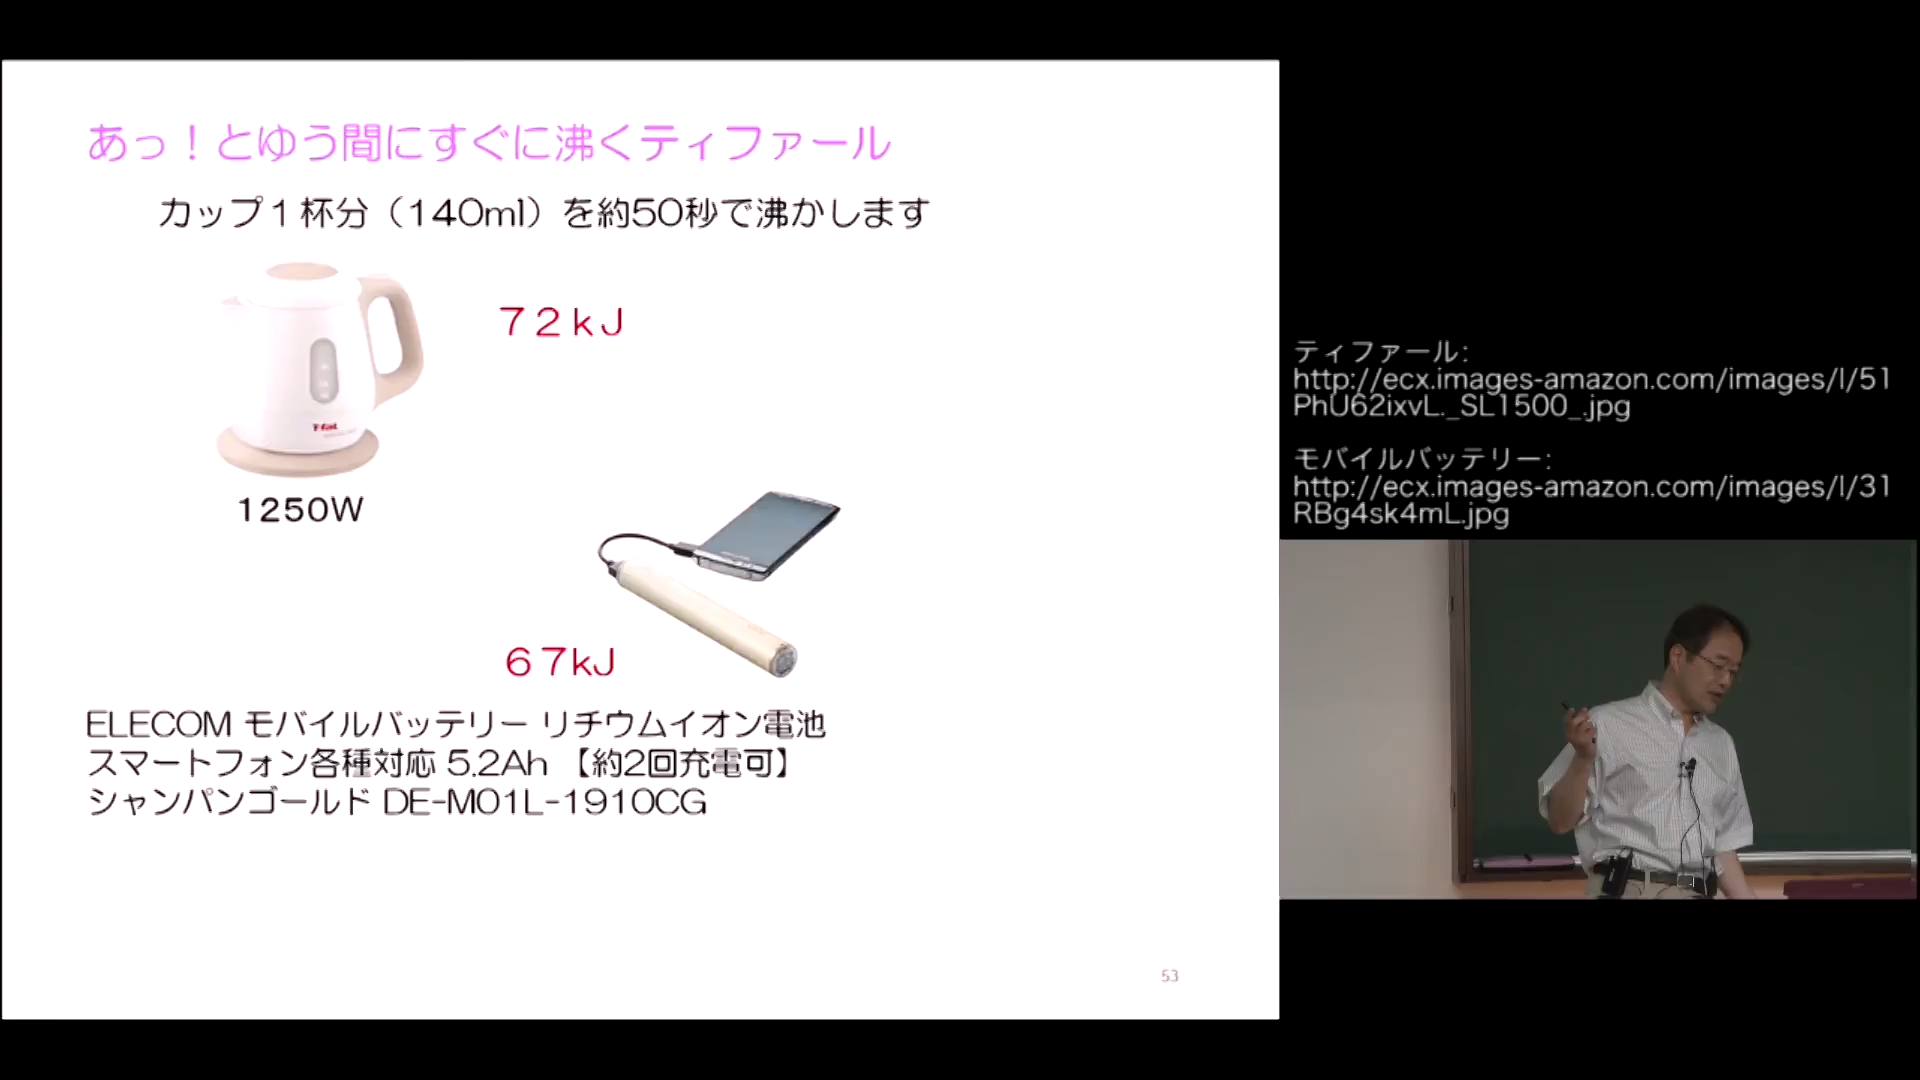 あっ！とゆう間にすぐに沸くティファール
カップ１杯分（140ml）を約50秒で沸かします
７２ｋＪ
T-fal
1250W
６７kJ
ELECOM モバイルバッテリー リチウムイオン電池
スマートフォン各種対応 5.2Ah 【約2回充電可】
シャンパンゴールド DE-M01L-1910CG
53
ティファール:
http://ecx.images-amazon.com/images/I/51
PhU62ixvL._SL1500_.jpg
モバイルバッテリー:
http://ecx.images-amazon.com/images/I/31
RBg4sk4mL.jpg